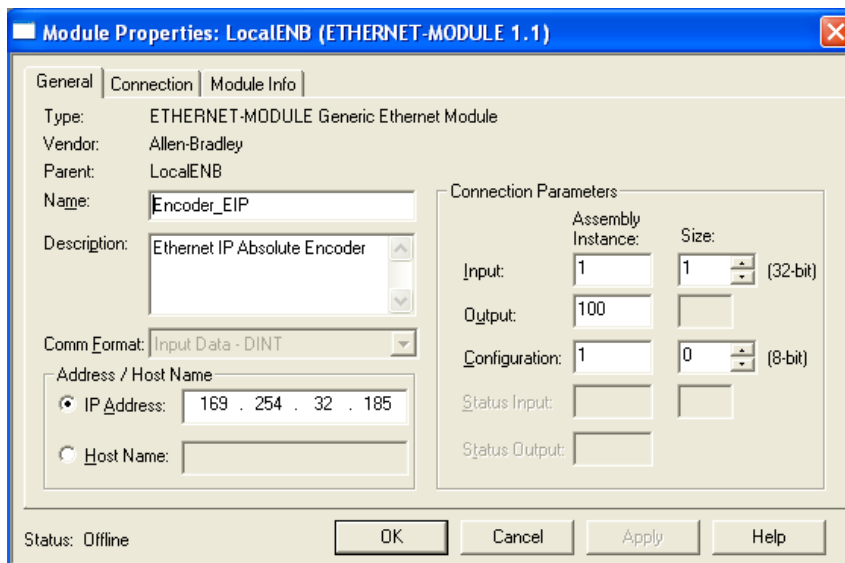 Module Properties: LocalENB (ETHERNET-MODULE 1.1)
General Connection Module Info
Type: ETHERNET-MODULE Generic Ethernet Module
Vendor: Allen-Bradley
Parent: LocalENB
Name: Encoder_EIP
Description: Ethernet IP Absolute Encoder
Comm Format: Input Data - DINT
Address / Host Name
IP Address: 169 . 254 . 32 . 185
Host Name:
Connection Parameters
Assembly Instance: Size:
Input: 1 1 (32-bit)
Output: 100
Configuration: 1 0 (8-bit)
Status Input:
Status Output:
Status: Offline OK Cancel Apply Help